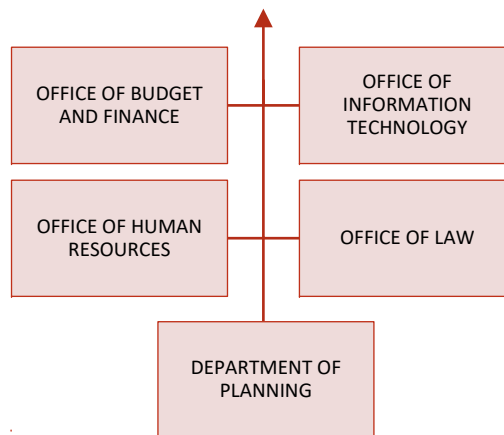 OFFICE OF BUDGET
AND FINANCE
OFFICE OF
INFORMATION
TECHNOLOGY
OFFICE OF HUMAN
RESOURCES
OFFICE OF LAW
DEPARTMENT OF
PLANNING